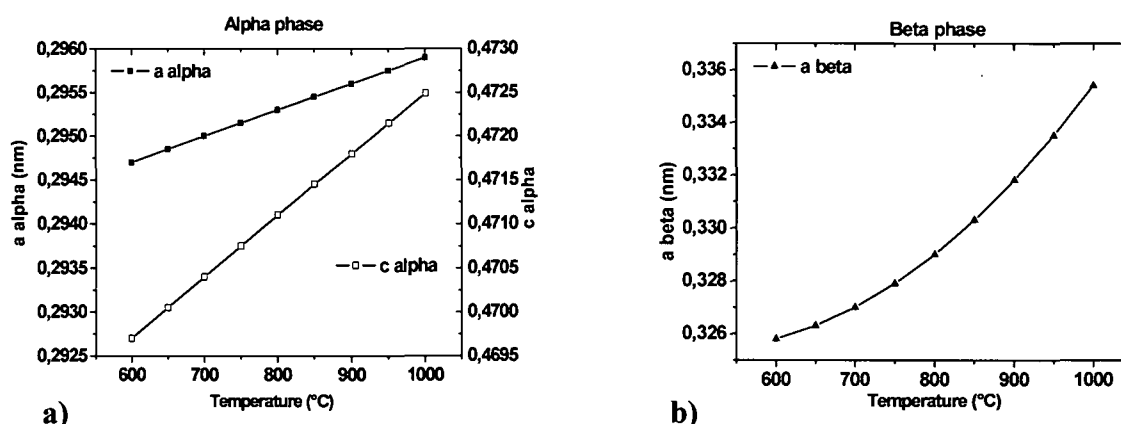 Alpha phase
0,2960
0,2955
0,2950
0,2945
0,2940
0,2935
0,2930
0,2925
a alpha (nm)
a alpha
c alpha
0,4730
0,4725
0,4720
0,4715
0,4710
0,4705
0,4700
0,4695
c alpha
600 700 800 900 1000
Temperature (°C)
a)
Beta phase
0,336
0,334
0,332
0,330
0,328
0,326
a beta (nm)
a beta
600 700 800 900 1000
Temperature (°C)
b)